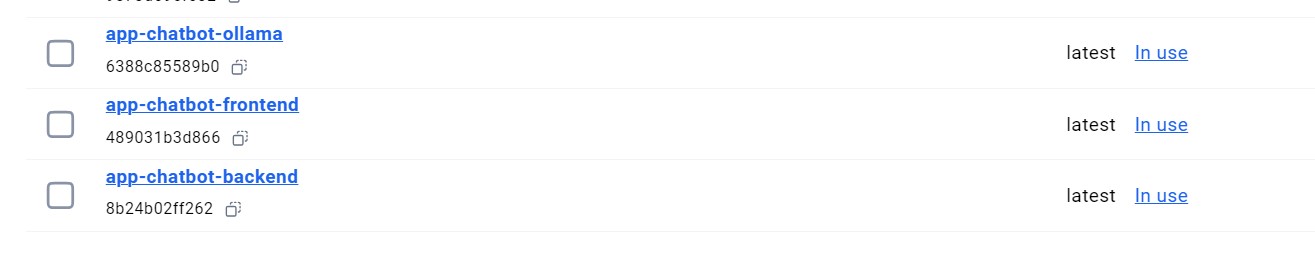 app-chatbot-ollama
6388c85589b0
latest In use
app-chatbot-frontend
489031b3d866
latest In use
app-chatbot-backend
8b24b02ff262
latest In use